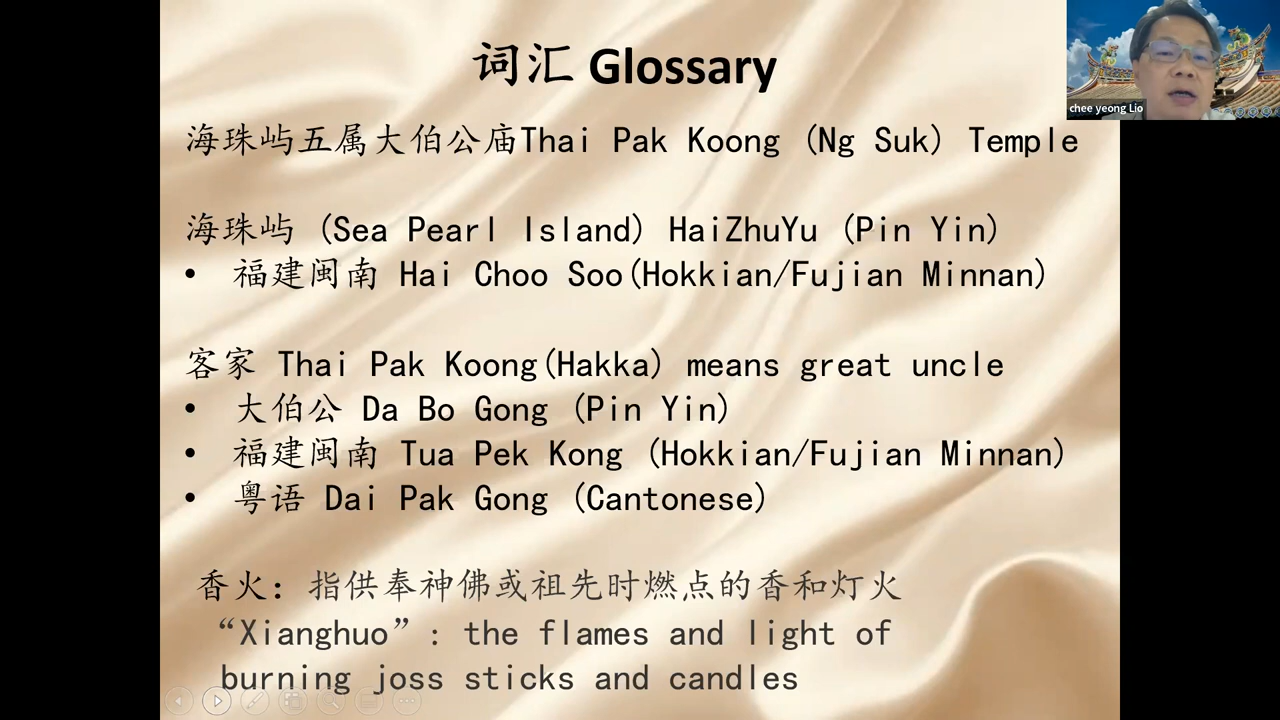 词汇 Glossary
chee yeong Lio
海珠屿五属大伯公庙Thai Pak Koong (Ng Suk) Temple
海珠屿 (Sea Pearl Island) HaiZhuYu (Pin Yin)
• 福建闽南 Hai Choo Soo(Hokkian/Fujian Minnan)
客家 Thai Pak Koong(Hakka) means great uncle
• 大伯公 Da Bo Gong (Pin Yin)
• 福建闽南 Tua Pek Kong (Hokkian/Fujian Minnan)
• 粤语 Dai Pak Gong (Cantonese)
香火：指供奉神佛或祖先时燃点的香和灯火
“Xianghuo”: the flames and light of
burning joss sticks and candles